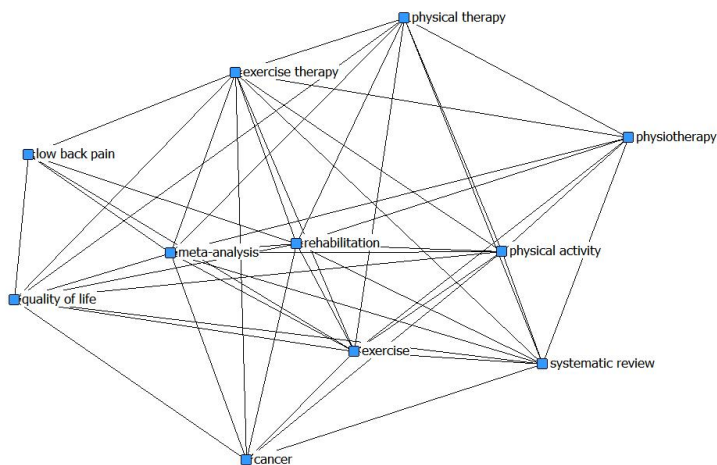 physical therapy
exercise therapy
physiotherapy
low back pain
rehabilitation
meta-analysis
physical activity
quality of life
exercise
systematic review
cancer